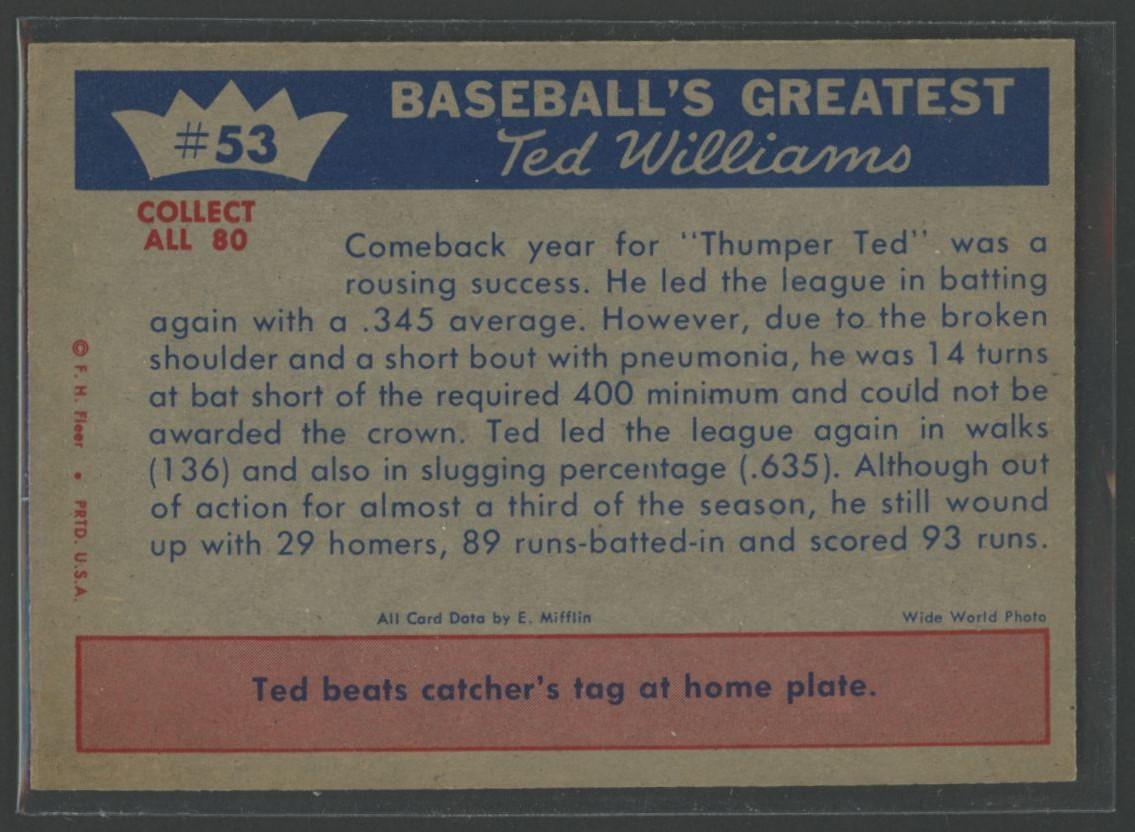 #53
BASEBALL'S GREATEST
Ted Williams
COLLECT
ALL 80
Comeback year for "Thumper Ted" was a
rousing success. He led the league in batting
again with a .345 average. However, due to the broken
shoulder and a short bout with pneumonia, he was 14 turns
at bat short of the required 400 minimum and could not be
awarded the crown. Ted led the league again in walks
(136) and also in slugging percentage (.635). Although out
of action for almost a third of the season, he still wound
up with 29 homers, 89 runs-batted-in and scored 93 runs.
© F. H. Fleer • PRTD. U.S.A.
All Card Data by E. Mifflin
Wide World Photo
Ted beats catcher's tag at home plate.